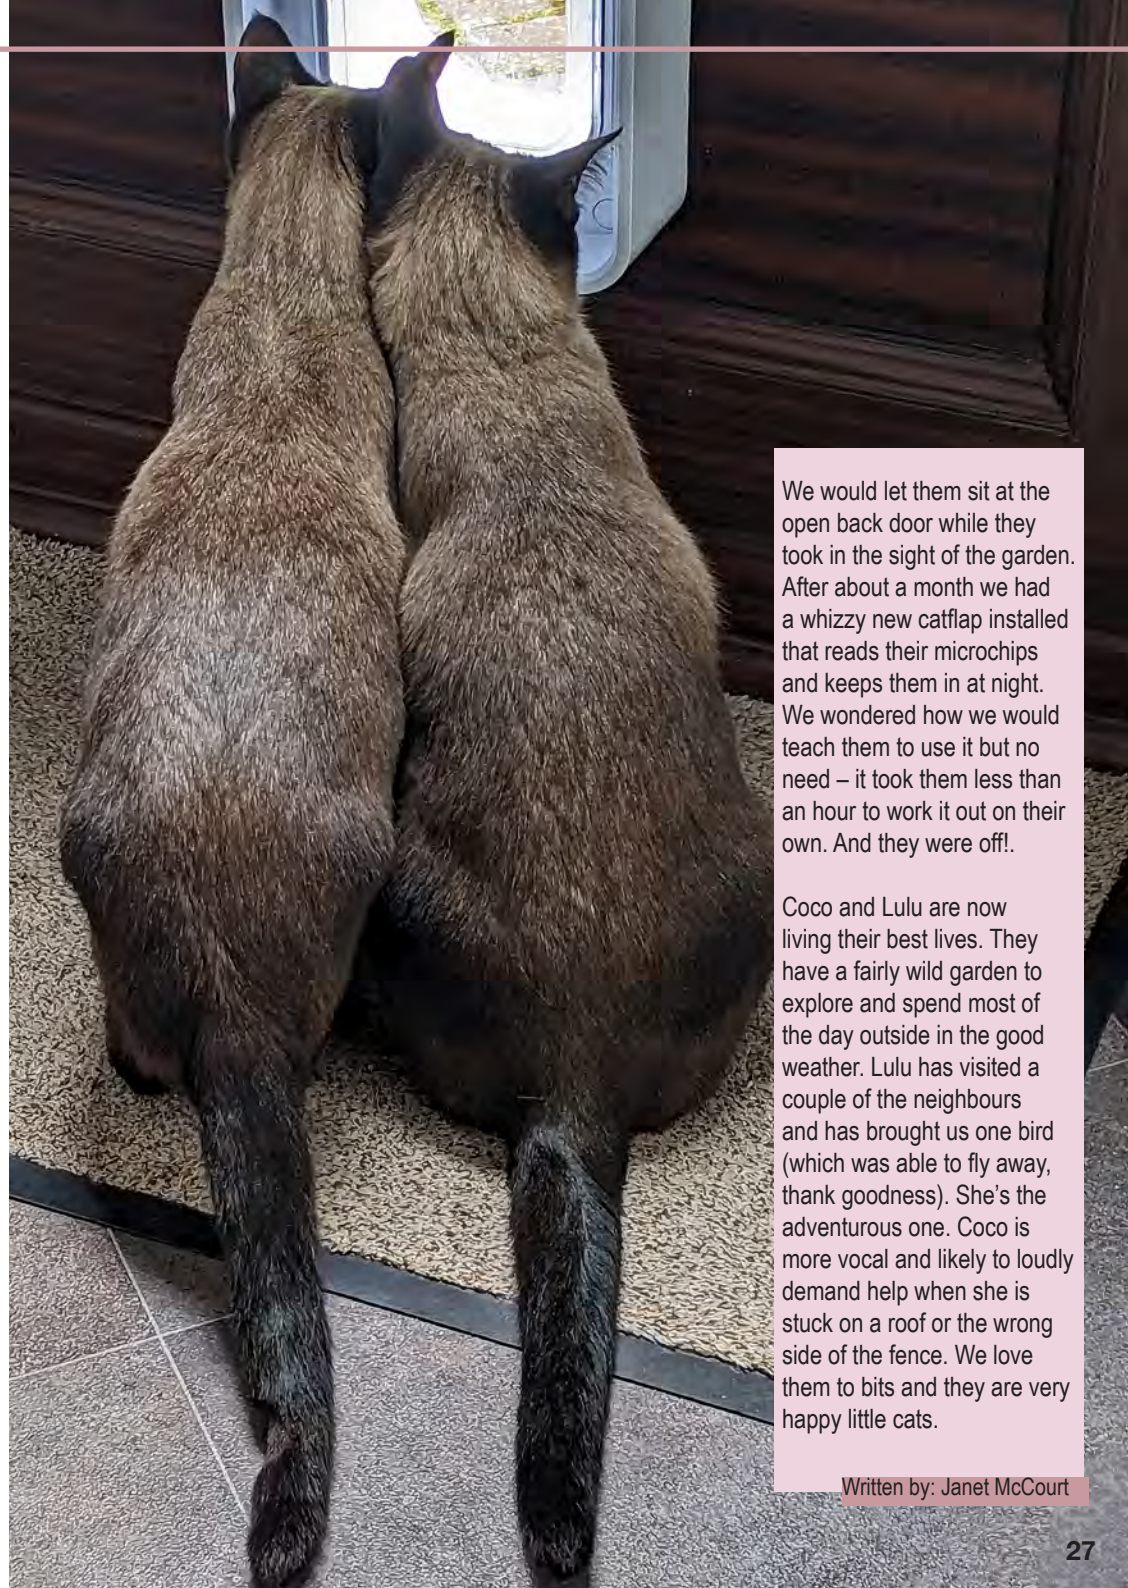 We would let them sit at the
open back door while they
took in the sight of the garden.
After about a month we had
a whizzy new catflap installed
that reads their microchips
and keeps them in at night.
We wondered how we would
teach them to use it but no
need – it took them less than
an hour to work it out on their
own. And they were off!.

Coco and Lulu are now
living their best lives. They
have a fairly wild garden to
explore and spend most of
the day outside in the good
weather. Lulu has visited a
couple of the neighbours
and has brought us one bird
(which was able to fly away,
thank goodness). She’s the
adventurous one. Coco is
more vocal and likely to loudly
demand help when she is
stuck on a roof or the wrong
side of the fence. We love
them to bits and they are very
happy little cats.

Written by: Janet McCourt
27